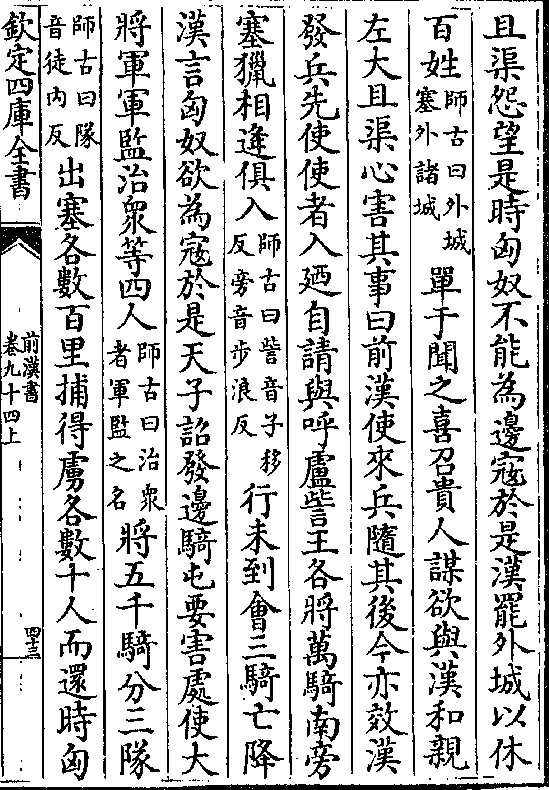 且渠怨望是時匈奴不能為邊寇於是漢罷外城以休
百姓師古曰外城塞外諸城單于聞之喜召貴人謀欲與漢和親
左大且渠心害其事曰前漢使來兵隨其後今亦效漢
發兵先使使者入廼自請與呼盧訾王各將萬騎南旁
塞獵相逢俱入師古曰訾音子移反旁音步浪反行未到會三騎亡降
漢言匈奴欲為寇於是天子詔發邊騎屯要害處使大
將軍軍監治眾等四人師古曰治眾者軍監之名將五千騎分三隊
師古曰隊音徒内反出塞各數百里捕得虜各數十人而還時匈
欽定四庫全書
前漢書
卷九十四上
四十三